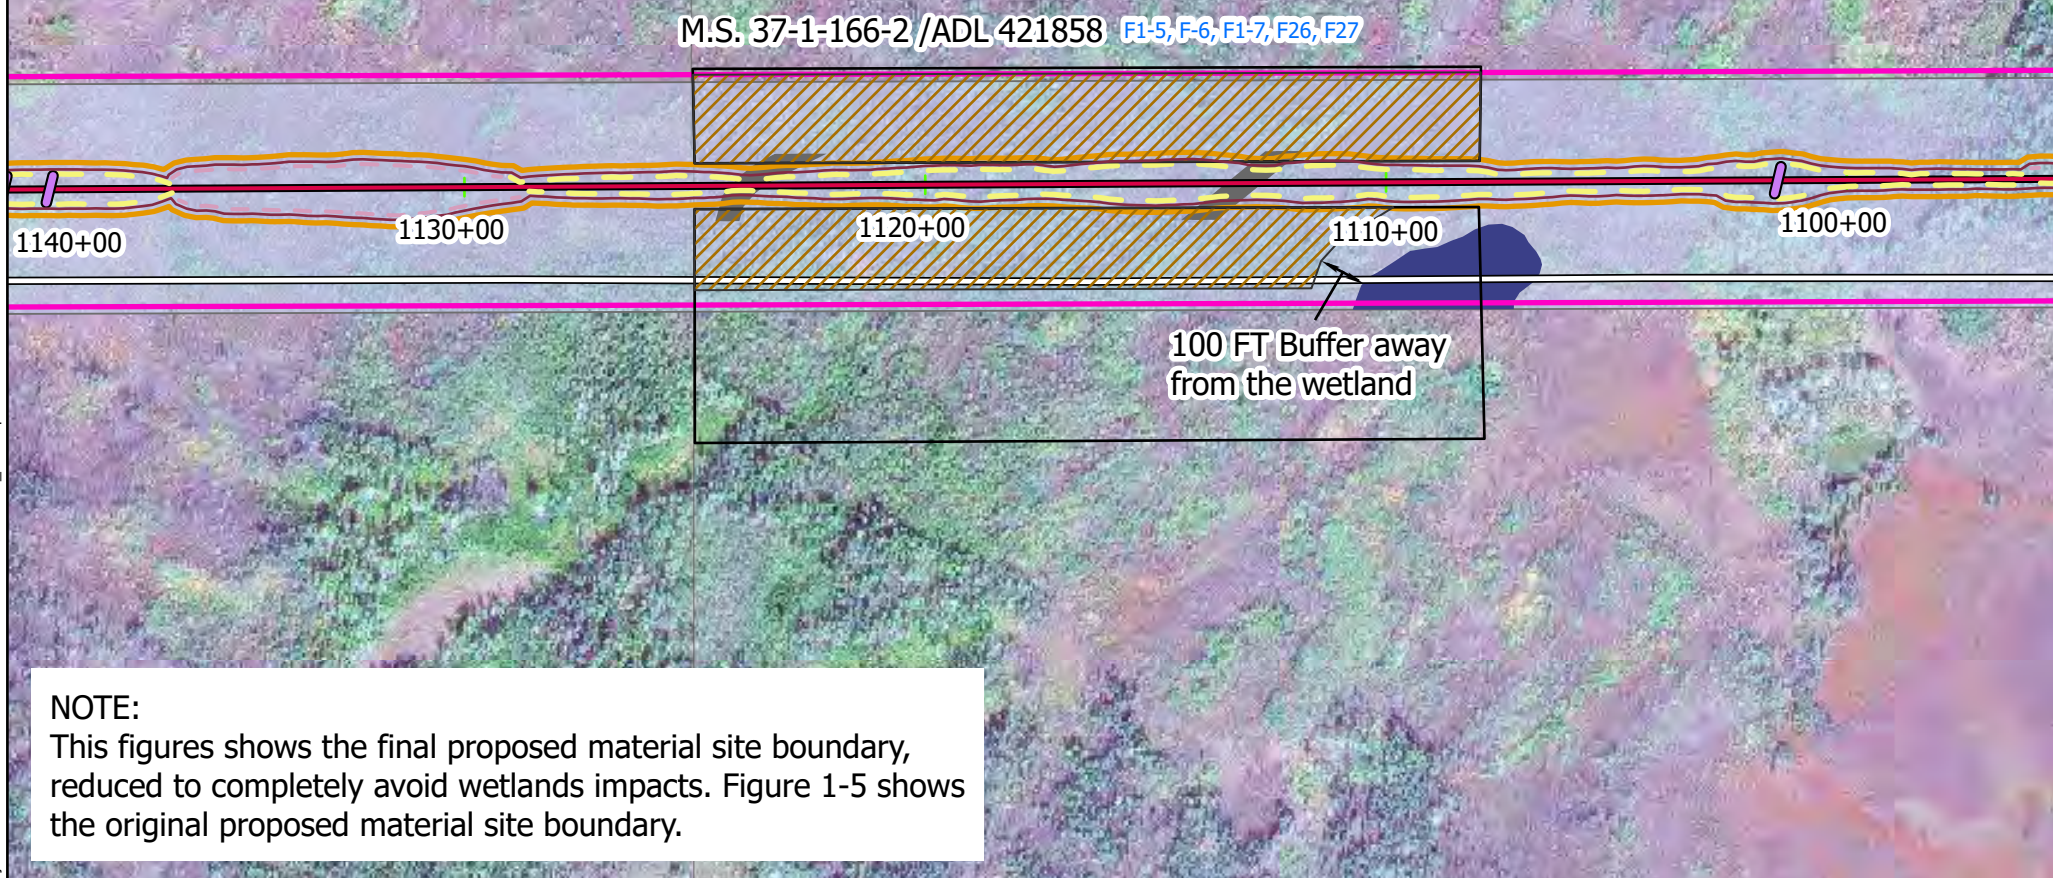 M.S. 37-1-166-2 /ADL 421858 F1-5, F-6, F1-7, F26, F27
1140+00
1130+00
1120+00
1110+00
1100+00
100 FT Buffer away
from the wetland
NOTE:
This figures shows the final proposed material site boundary,
reduced to completely avoid wetlands impacts. Figure 1-5 shows
the original proposed material site boundary.